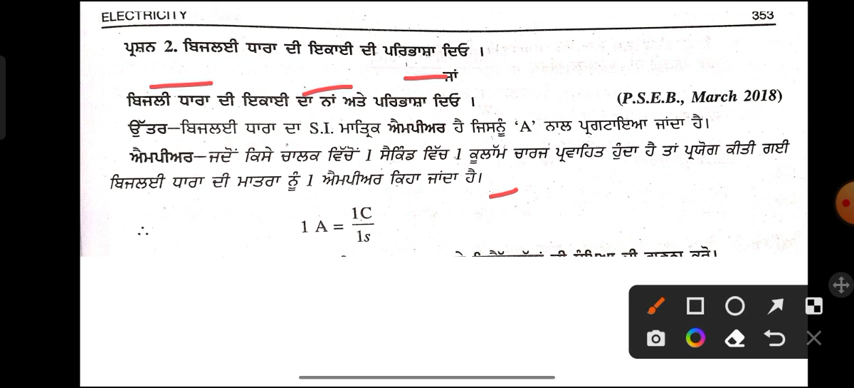 ELECTRICITY 353
ਪ੍ਰਸ਼ਨ 2. ਬਿਜਲਈ ਧਾਰਾ ਦੀ ਇਕਾਈ ਦੀ ਪਰਿਭਾਸ਼ਾ ਦਿਓ ।
ਜਾਂ
ਬਿਜਲੀ ਧਾਰਾ ਦੀ ਇਕਾਈ ਦਾ ਨਾਂ ਅਤੇ ਪਰਿਭਾਸ਼ਾ ਦਿਓ । (P.S.E.B., March 2018)
ਉੱਤਰ—ਬਿਜਲਈ ਧਾਰਾ ਦਾ S.I. ਮਾਤ੍ਰਿਕ ਐਮਪੀਅਰ ਹੈ ਜਿਸਨੂੰ ‘A’ ਨਾਲ ਪ੍ਰਗਟਾਇਆ ਜਾਂਦਾ ਹੈ।
ਐਮਪੀਅਰ—ਜਦੋਂ ਕਿਸੇ ਚਾਲਕ ਵਿੱਚੋਂ 1 ਸੈਕਿੰਡ ਵਿੱਚ 1 ਕੂਲਾੱਮ ਚਾਰਜ ਪ੍ਰਵਾਹਿਤ ਹੁੰਦਾ ਹੈ ਤਾਂ ਪ੍ਰਯੋਗ ਕੀਤੀ ਗਈ
ਬਿਜਲਈ ਧਾਰਾ ਦੀ ਮਾਤਰਾ ਨੂੰ 1 ਐਮਪੀਅਰ ਕਿਹਾ ਜਾਂਦਾ ਹੈ।
∴ 1 A = 1C/1s